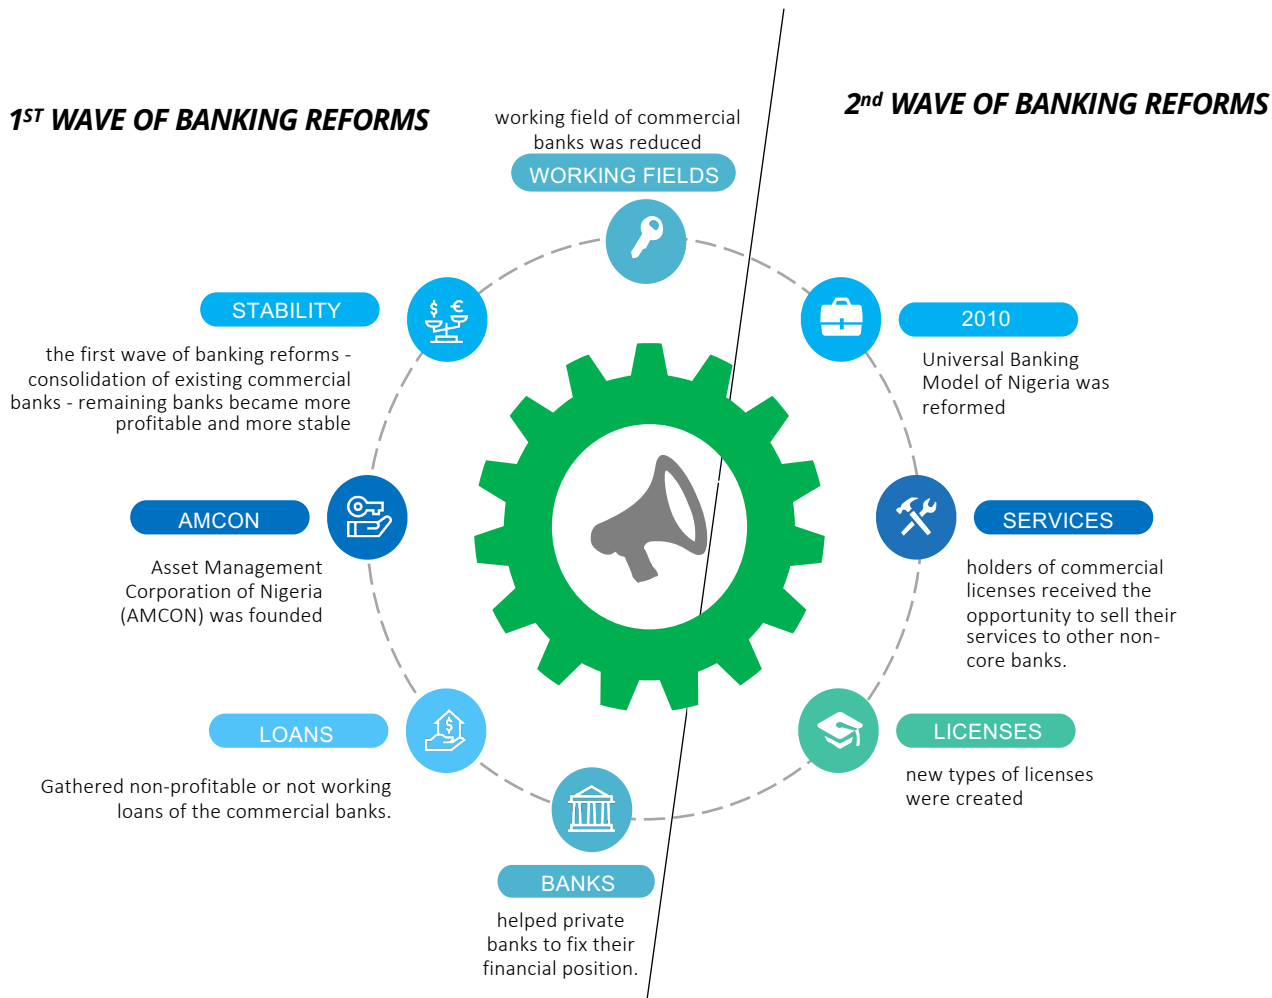 1ST WAVE OF BANKING REFORMS
2nd WAVE OF BANKING REFORMS
working field of commercial
banks was reduced
WORKING FIELDS
$ €
STABILITY
the first wave of banking reforms -
consolidation of existing commercial
banks - remaining banks became more
profitable and more stable
2010
Universal Banking
Model of Nigeria was
reformed
AMCON
Asset Management
Corporation of Nigeria
(AMCON) was founded
SERVICES
holders of commercial
licenses received the
opportunity to sell their
services to other non-
core banks.
LOANS
$
Gathered non-profitable or not working
loans of the commercial banks.
LICENSES
new types of licenses
were created
BANKS
helped private
banks to fix their
financial position.